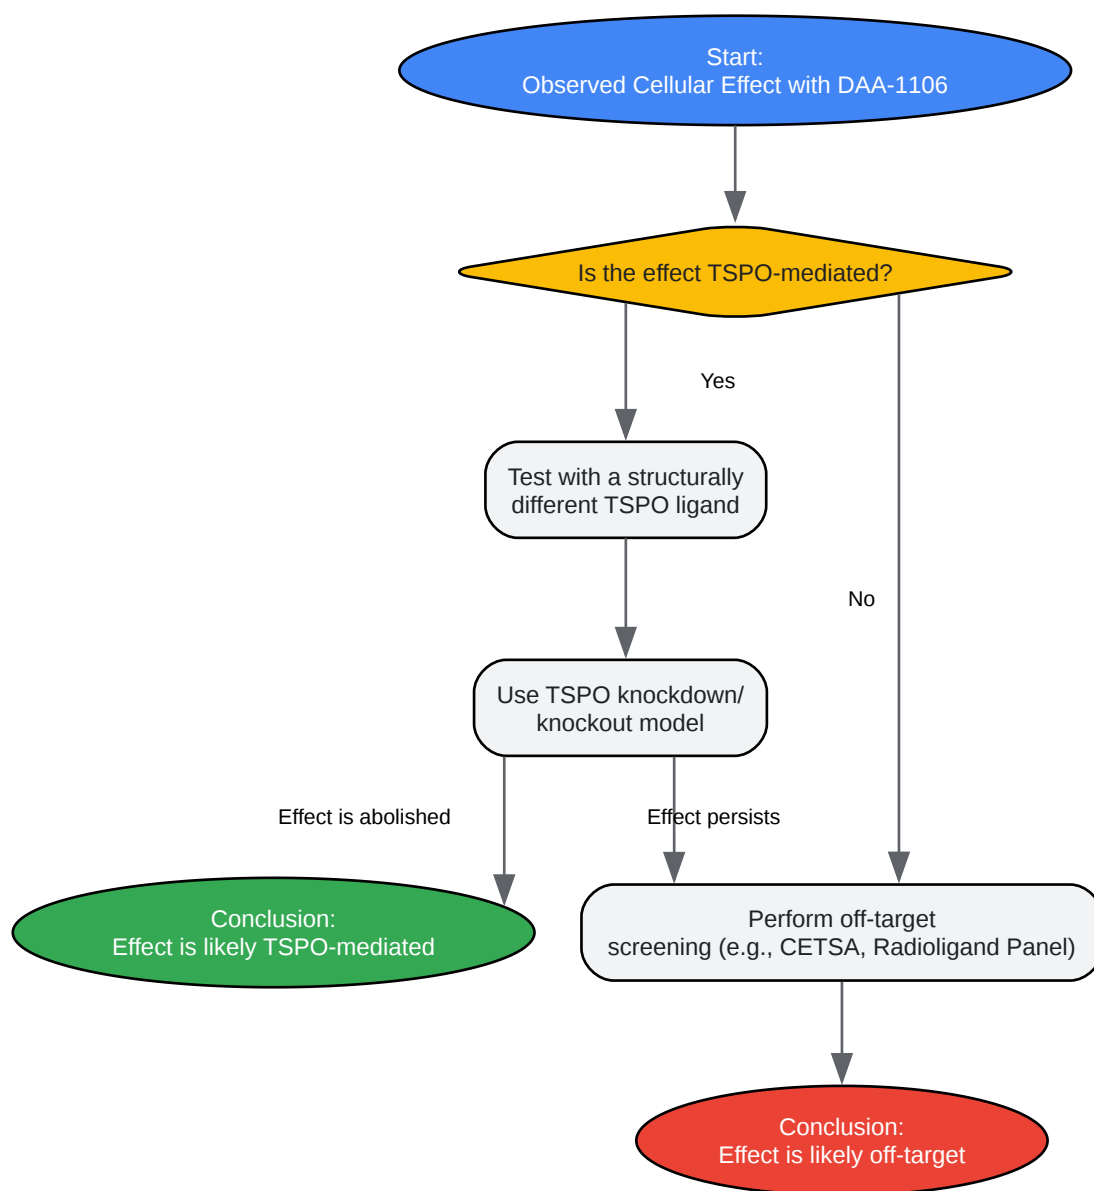 Start:
Observed Cellular Effect with DAA-1106
Is the effect TSPO-mediated?
Yes
Test with a structurally
different TSPO ligand
No
Use TSPO knockdown/
knockout model
Effect is abolished
Effect persists
Conclusion:
Effect is likely TSPO-mediated
Perform off-target
screening (e.g., CETSA, Radioligand Panel)
Conclusion:
Effect is likely off-target